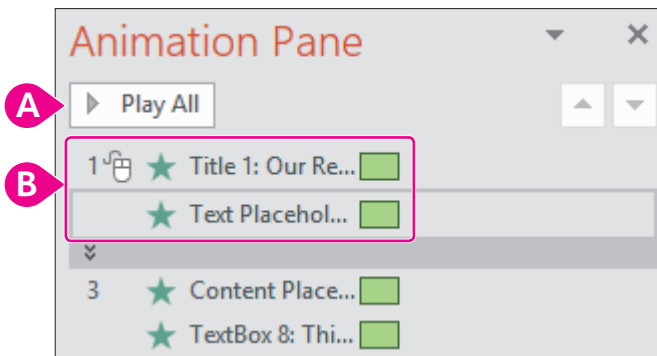 Animation Pane
A Play All
1 Title 1: Our Re...
B
Text Placehol...
3 Content Place...
TextBox 8: Thi...